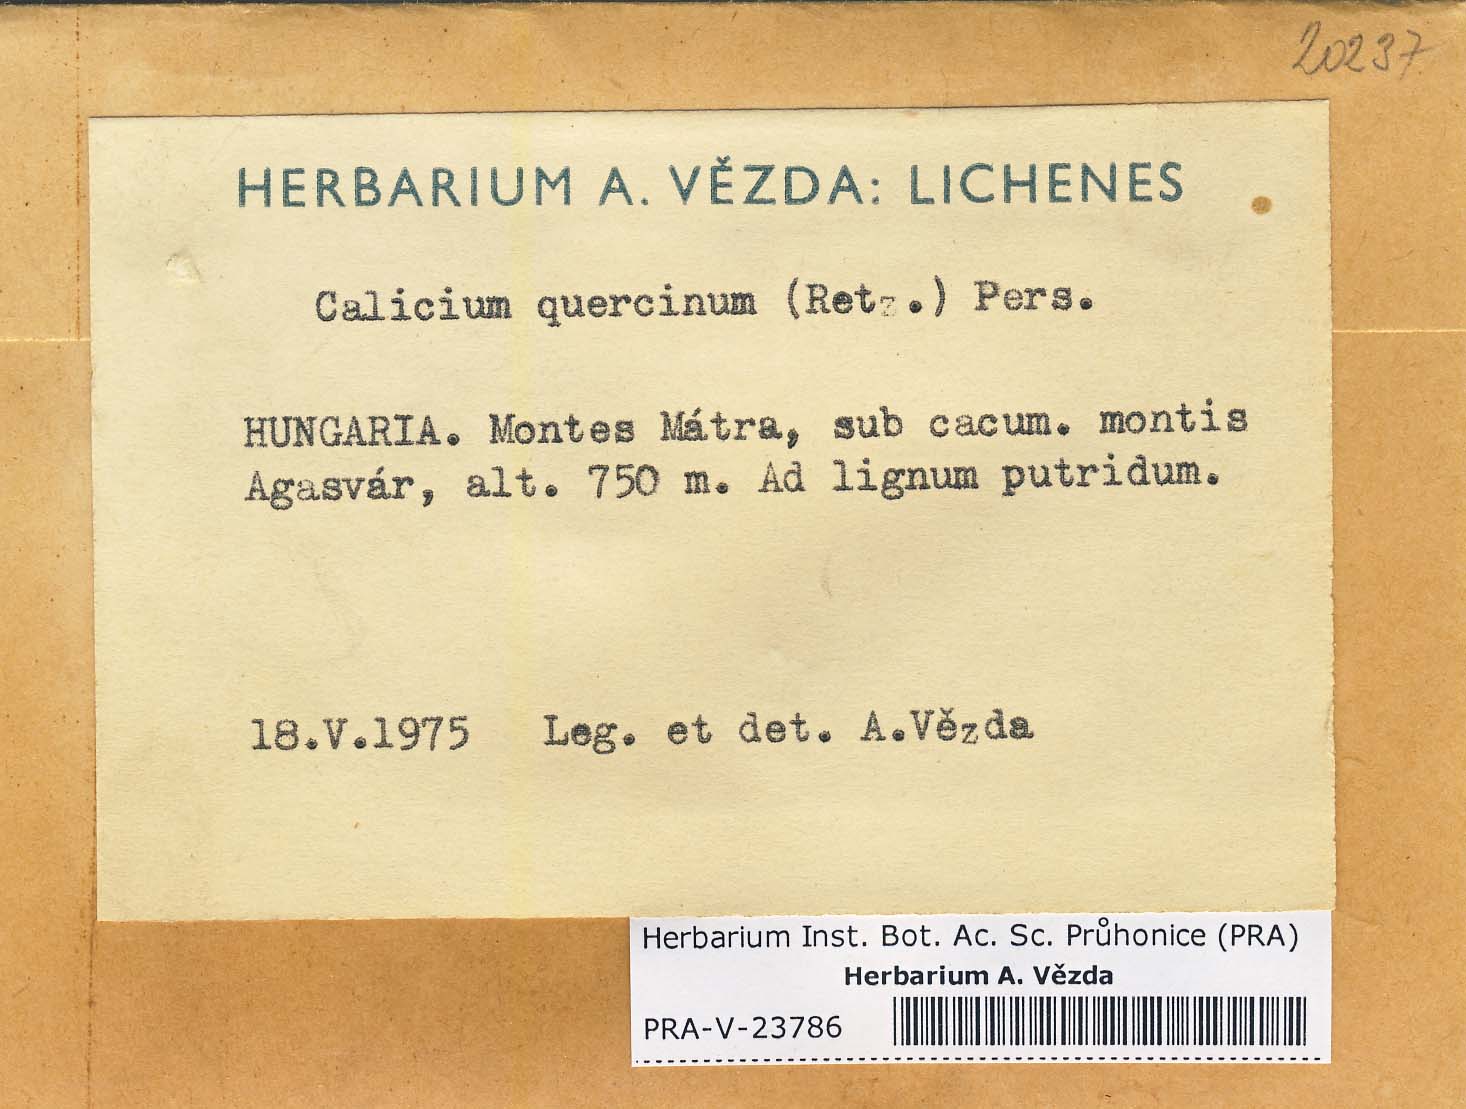 20237
HERBARIUM A. VĚZDA: LICHENES
Calicium quercinum (Retz.) Pers.
HUNGARIA. Montes Mátra, sub cacum. montis
Agasvár, alt. 750 m. Ad lignum putridum.
18.V.1975 Leg. et det. A.Vězda
Herbarium Inst. Bot. Ac. Sc. Průhonice (PRA)
Herbarium A. Vězda
PRA-V-23786